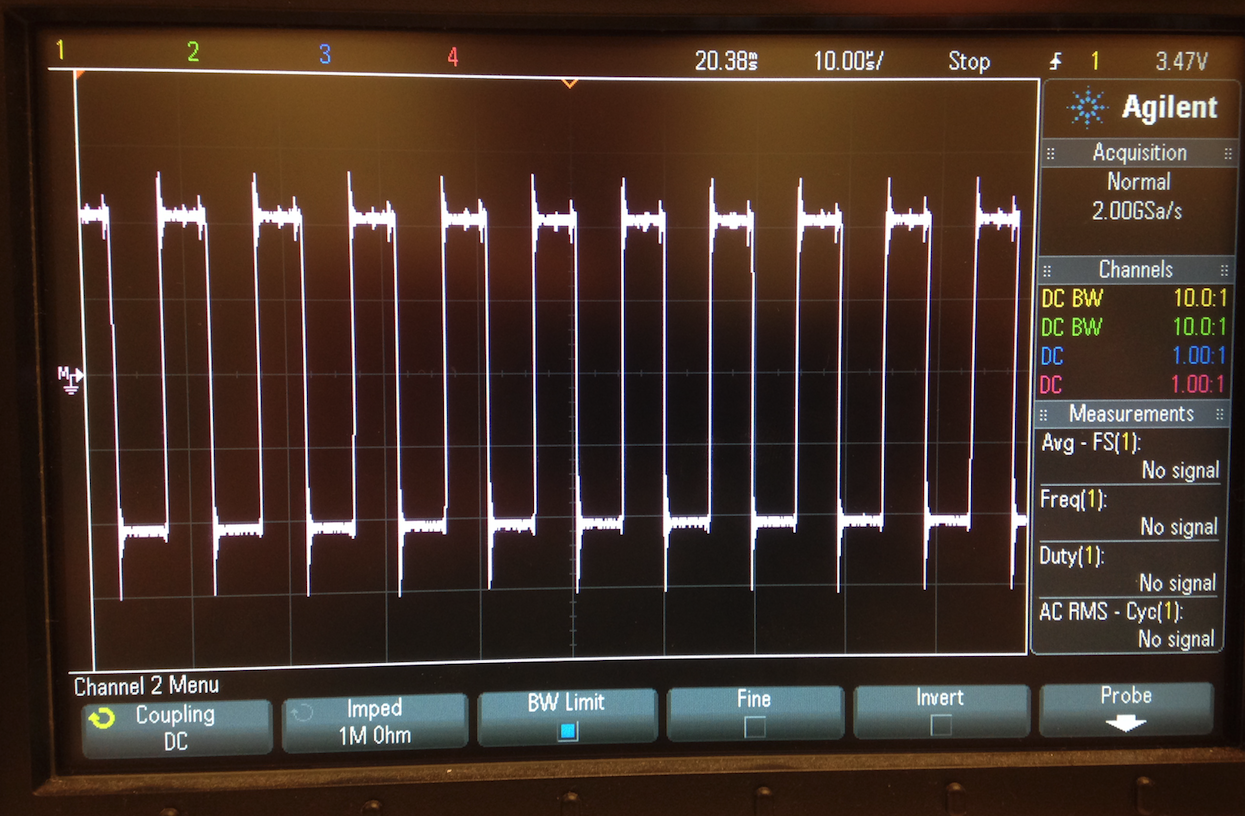 1 2 3 4 20.38ms 10.00㎲/ Stop 1 3.47V
Agilent
Acquisition
Normal
2.00GSa/s
Channels
DC BW 10.0:1
DC BW 10.0:1
DC 1.00:1
DC 1.00:1
Measurements
Avg - FS(1):
No signal
Freq(1):
No signal
Duty(1):
No signal
AC RMS - Cyc(1):
No signal
M
Channel 2 Menu
Coupling
DC
Imped
1M Ohm
BW Limit
Fine
Invert
Probe